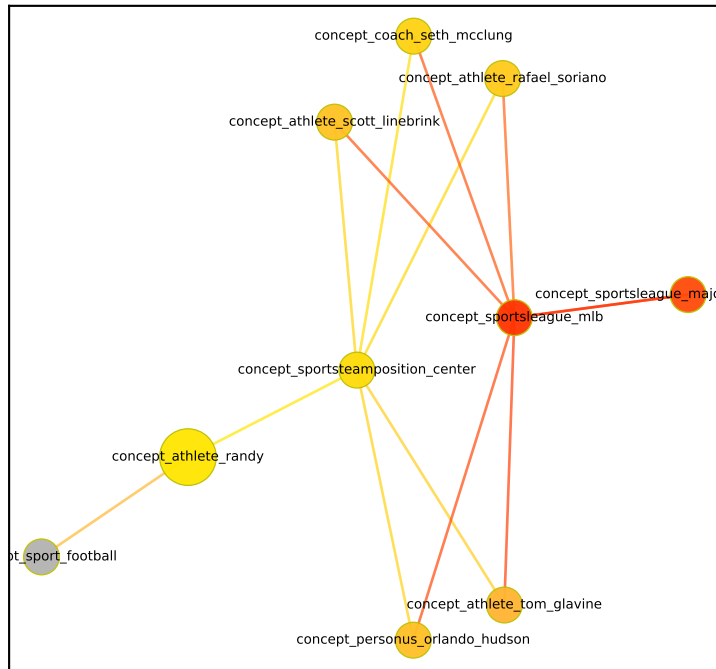 concept_coach_seth_mcclung
concept_athlete_rafael_soriano
concept_athlete_scott_linebrink
concept_sportsleague_majo
concept_sportsleague_mlb
concept_sportsteamposition_center
concept_athlete_randy
pt_sport_football
concept_athlete_tom_glavine
concept_personus_orlando_hudson